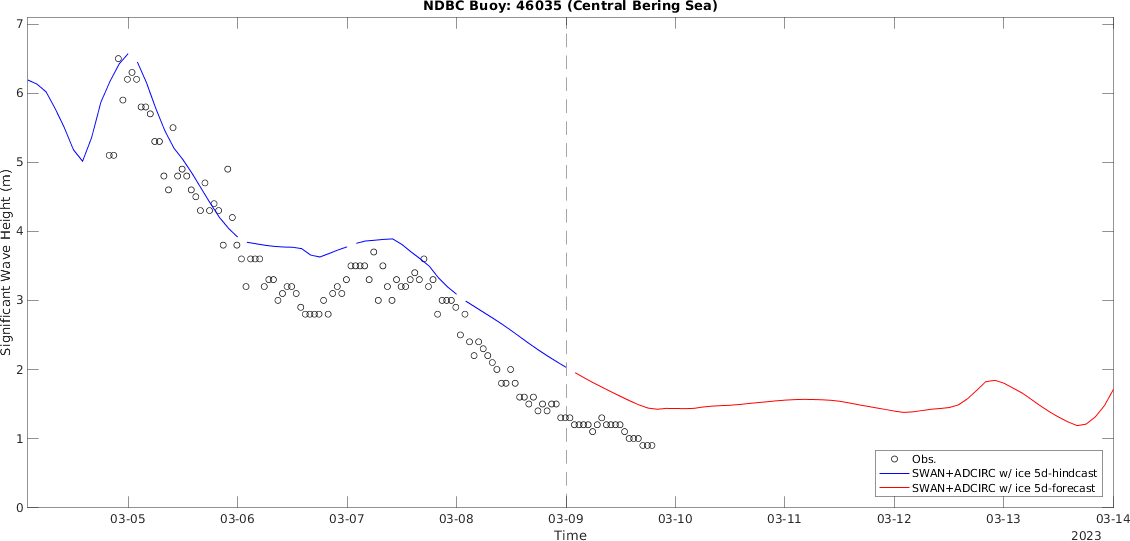 NDBC Buoy: 46035 (Central Bering Sea)
7
6
5
4
3
2
1
0
Significant Wave Height (m)
Obs.
SWAN+ADCIRC w/ ice 5d-hindcast
SWAN+ADCIRC w/ ice 5d-forecast
03-05 03-06 03-07 03-08 03-09 03-10 03-11 03-12 03-13 03-14
Time
2023